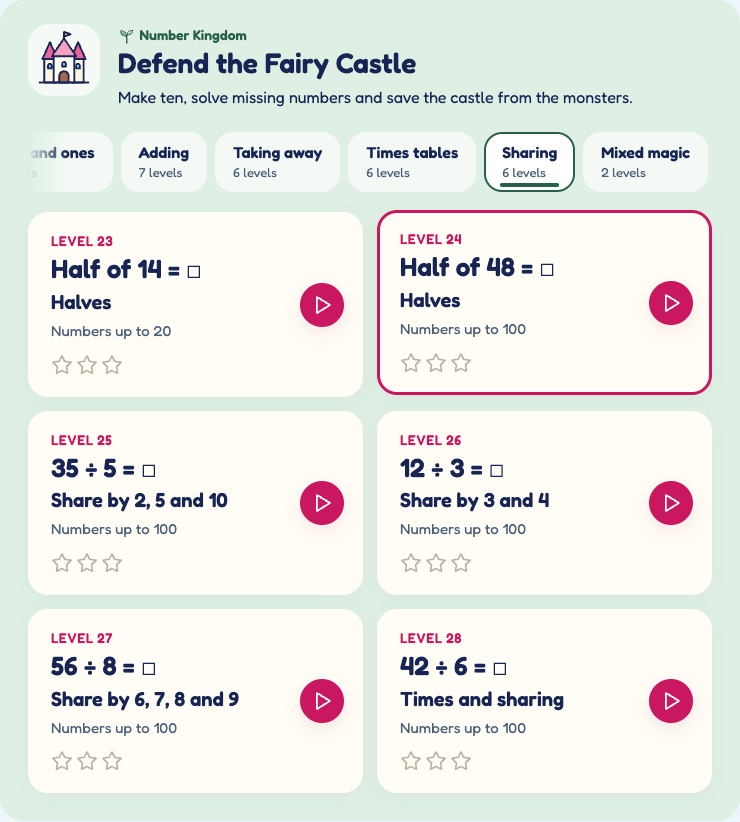 Number Kingdom
Defend the Fairy Castle
Make ten, solve missing numbers and save the castle from the monsters.
and ones
Adding
7 levels
Taking away
6 levels
Times tables
6 levels
Sharing
6 levels
Mixed magic
2 levels
LEVEL 23
Half of 14 = □
Halves
Numbers up to 20
LEVEL 24
Half of 48 = □
Halves
Numbers up to 100
LEVEL 25
35 ÷ 5 = □
Share by 2, 5 and 10
Numbers up to 100
LEVEL 26
12 ÷ 3 = □
Share by 3 and 4
Numbers up to 100
LEVEL 27
56 ÷ 8 = □
Share by 6, 7, 8 and 9
Numbers up to 100
LEVEL 28
42 ÷ 6 = □
Times and sharing
Numbers up to 100